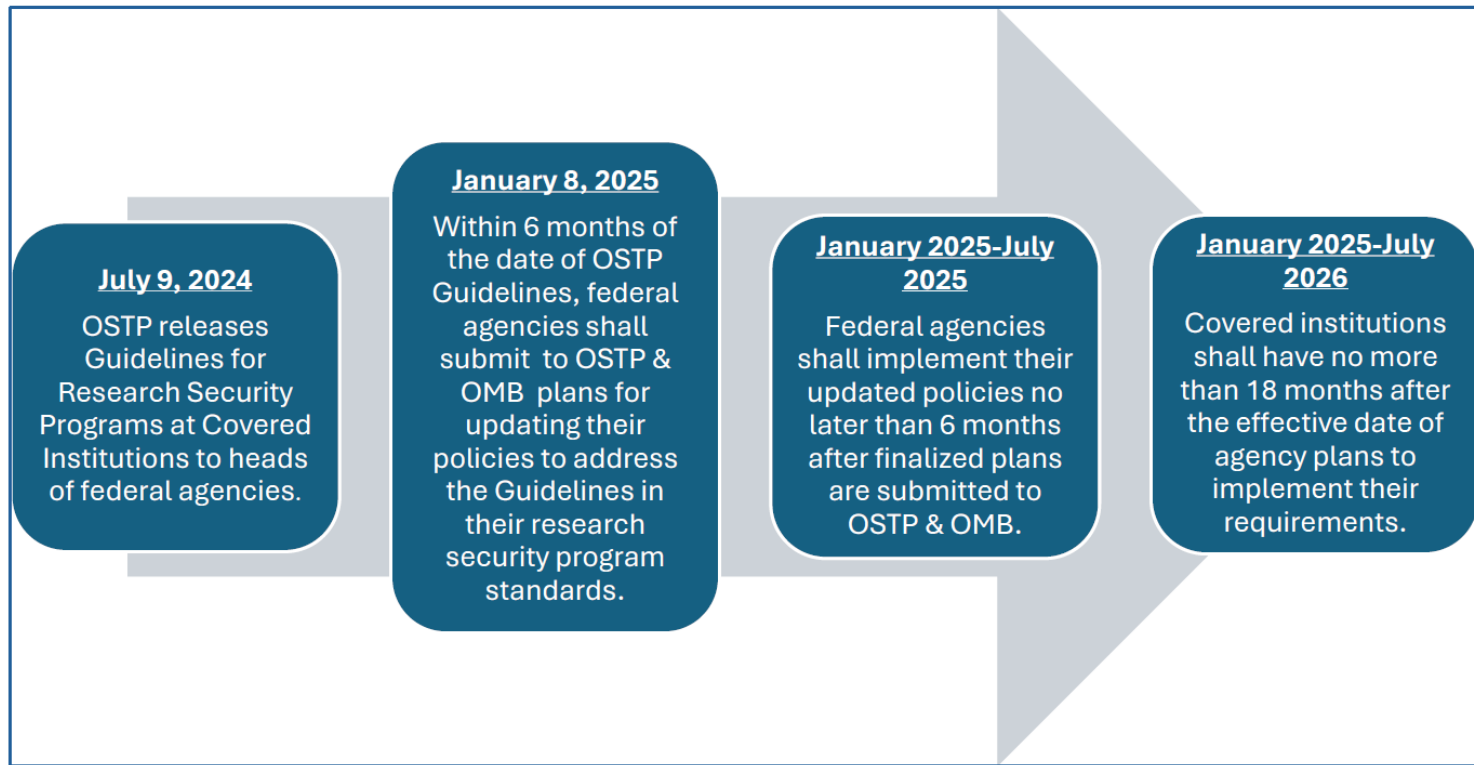 July 9, 2024
OSTP releases
Guidelines for
Research Security
Programs at Covered
Institutions to heads
of federal agencies.
January 8, 2025
Within 6 months of
the date of OSTP
Guidelines, federal
agencies shall
submit  to OSTP &
OMB  plans for
updating their
policies to address
the Guidelines in
their research
security program
standards.
January 2025-July
2025
Federal agencies
shall implement their
updated policies no
later than 6 months
after finalized plans
are submitted to
OSTP & OMB.
January 2025-July
2026
Covered institutions
shall have no more
than 18 months after
the effective date of
agency plans to
implement their
requirements.